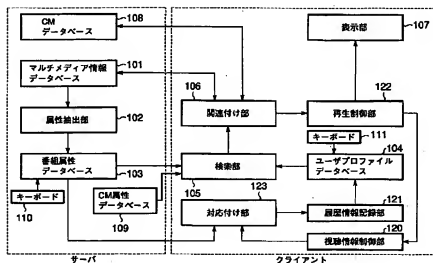 CM
データベース
108
マルチメディア情報
データベース
101
属性抽出部
102
番組属性
データベース
103
キーボード
110
CM属性
データベース
109
サーバ
表示部
107
106
関連付け部
再生制御部
122
キーボード
111
検索部
105
ユーザプロファイル
データベース
104
123
対応付け部
履歴情報記録部
121
視聴情報制御部
120
クライアント